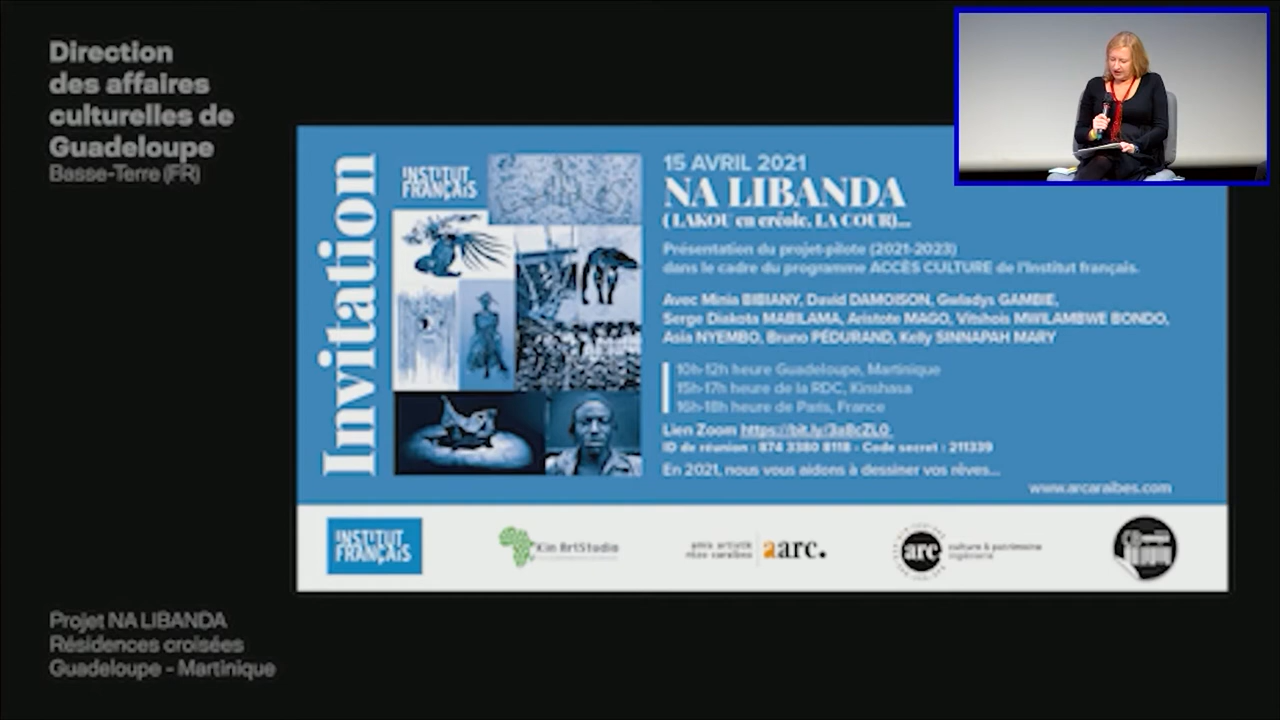 Direction
des affaires
culturelles de
Guadeloupe
Basse-Terre (FR)
Invitation
INSTITUT
FRANÇAIS
15 AVRIL 2021
NA LIBANDA
( LAKOU en créole, LA COUR)...
Présentation du projet-pilote (2021-2023)
dans le cadre du programme ACCÈS CULTURE de l'Institut français.
Avec Minia BIBIANY, David DAMOISON, Gwladys GAMBIE,
Serge Diakota MABILAMA, Aristote MAGO, Vitshois MWILAMBWE BONDO,
Asia NYEMBO, Bruno PÉDURAND, Kelly SINNAPAH MARY
10h-12h heure Guadeloupe, Martinique
15h-17h heure de la RDC, Kinshasa
16h-18h heure de Paris, France
Lien Zoom
ID de réunion : 874 3380 8118 - Code secret : 211339
En 2021, nous vous aidons à dessiner vos rêves...
www.arcaraibes.com
INSTITUT
FRANÇAIS
Kin ArtStudio
aarc.
arc
culture & patrimoine
ingénierie
Projet NA LIBANDA
Résidences croisées
Guadeloupe - Martinique